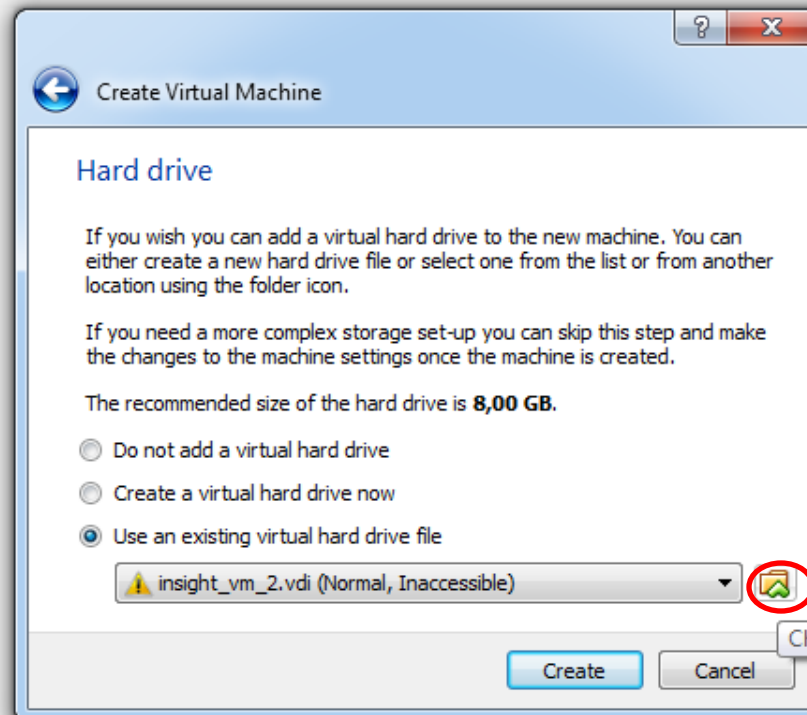 ?
x
Create Virtual Machine
Hard drive
If you wish you can add a virtual hard drive to the new machine. You can
either create a new hard drive file or select one from the list or from another
location using the folder icon.
If you need a more complex storage set-up you can skip this step and make
the changes to the machine settings once the machine is created.
The recommended size of the hard drive is 8,00 GB.
Do not add a virtual hard drive
Create a virtual hard drive now
Use an existing virtual hard drive file
insight_vm_2.vdi (Normal, Inaccessible)
Create
Cancel